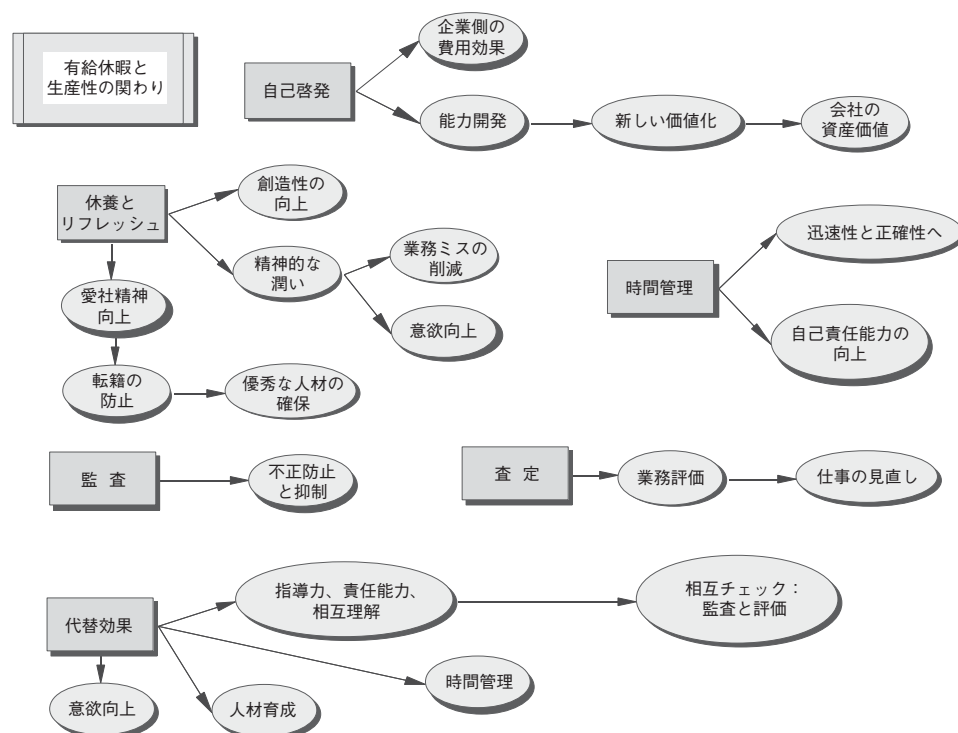 有給休暇と
生産性の関わり
自己啓発
企業側の
費用効果
能力開発
新しい価値化
会社の
資産価値
休養と
リフレッシュ
創造性の
向上
精神的な
潤い
業務ミスの
削減
意欲向上
愛社精神
向上
転籍の
防止
優秀な人材の
確保
時間管理
迅速性と正確性へ
自己責任能力の
向上
監 査
不正防止
と抑制
査 定
業務評価
仕事の見直し
代替効果
指導力、責任能力、
相互理解
相互チェック：
監査と評価
時間管理
人材育成
意欲向上